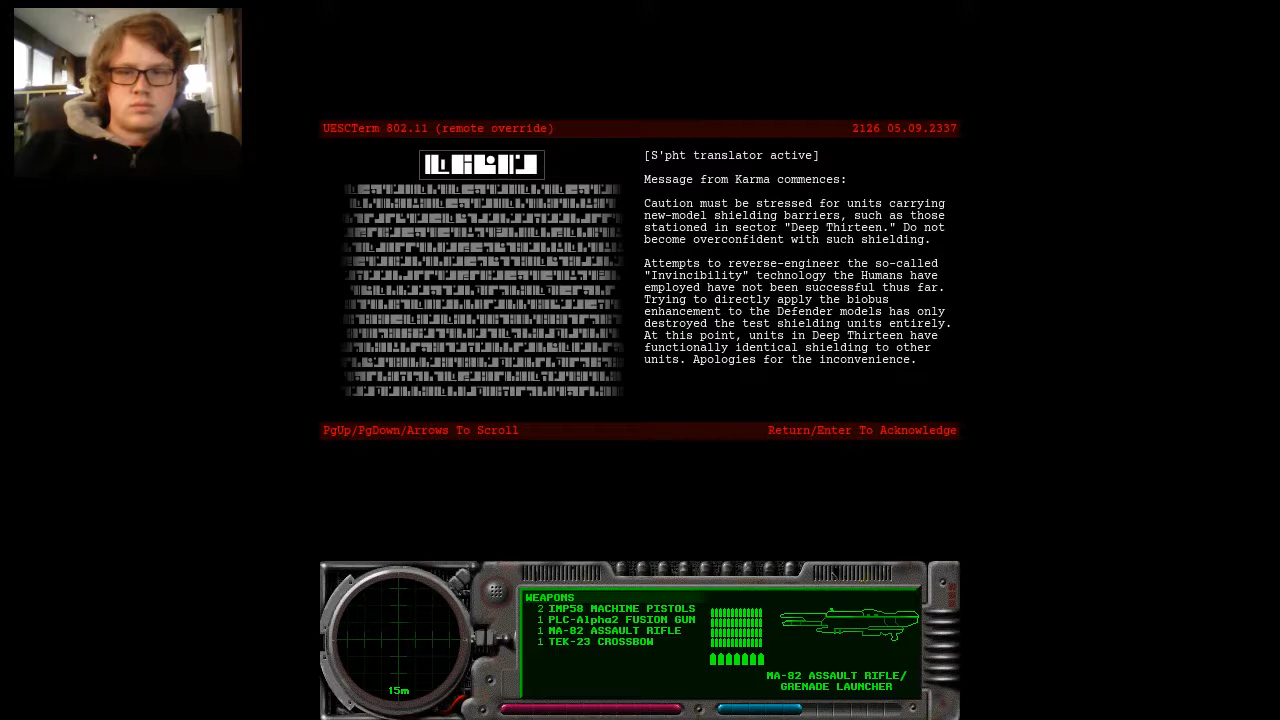 UESCTerm 802.11 (remote override)
2126 05.09.2337
[S'pht translator active]
Message from Karma commences:
Caution must be stressed for units carrying
new-model shielding barriers, such as those
stationed in sector "Deep Thirteen." Do not
become overconfident with such shielding.
Attempts to reverse-engineer the so-called
"Invincibility" technology the Humans have
employed have not been successful thus far.
Trying to directly apply the biobus
enhancement to the Defender models has only
destroyed the test shielding units entirely.
At this point, units in Deep Thirteen have
functionally identical shielding to other
units. Apologies for the inconvenience.
PgUp/PgDown/Arrows To Scroll
Return/Enter To Acknowledge
WEAPONS
2 IMP58 MACHINE PISTOLS
1 PLC-Alpha2 FUSION GUN
1 MA-82 ASSAULT RIFLE
1 TEK-23 CROSSBOW
MA-82 ASSAULT RIFLE/
GRENADE LAUNCHER
15m